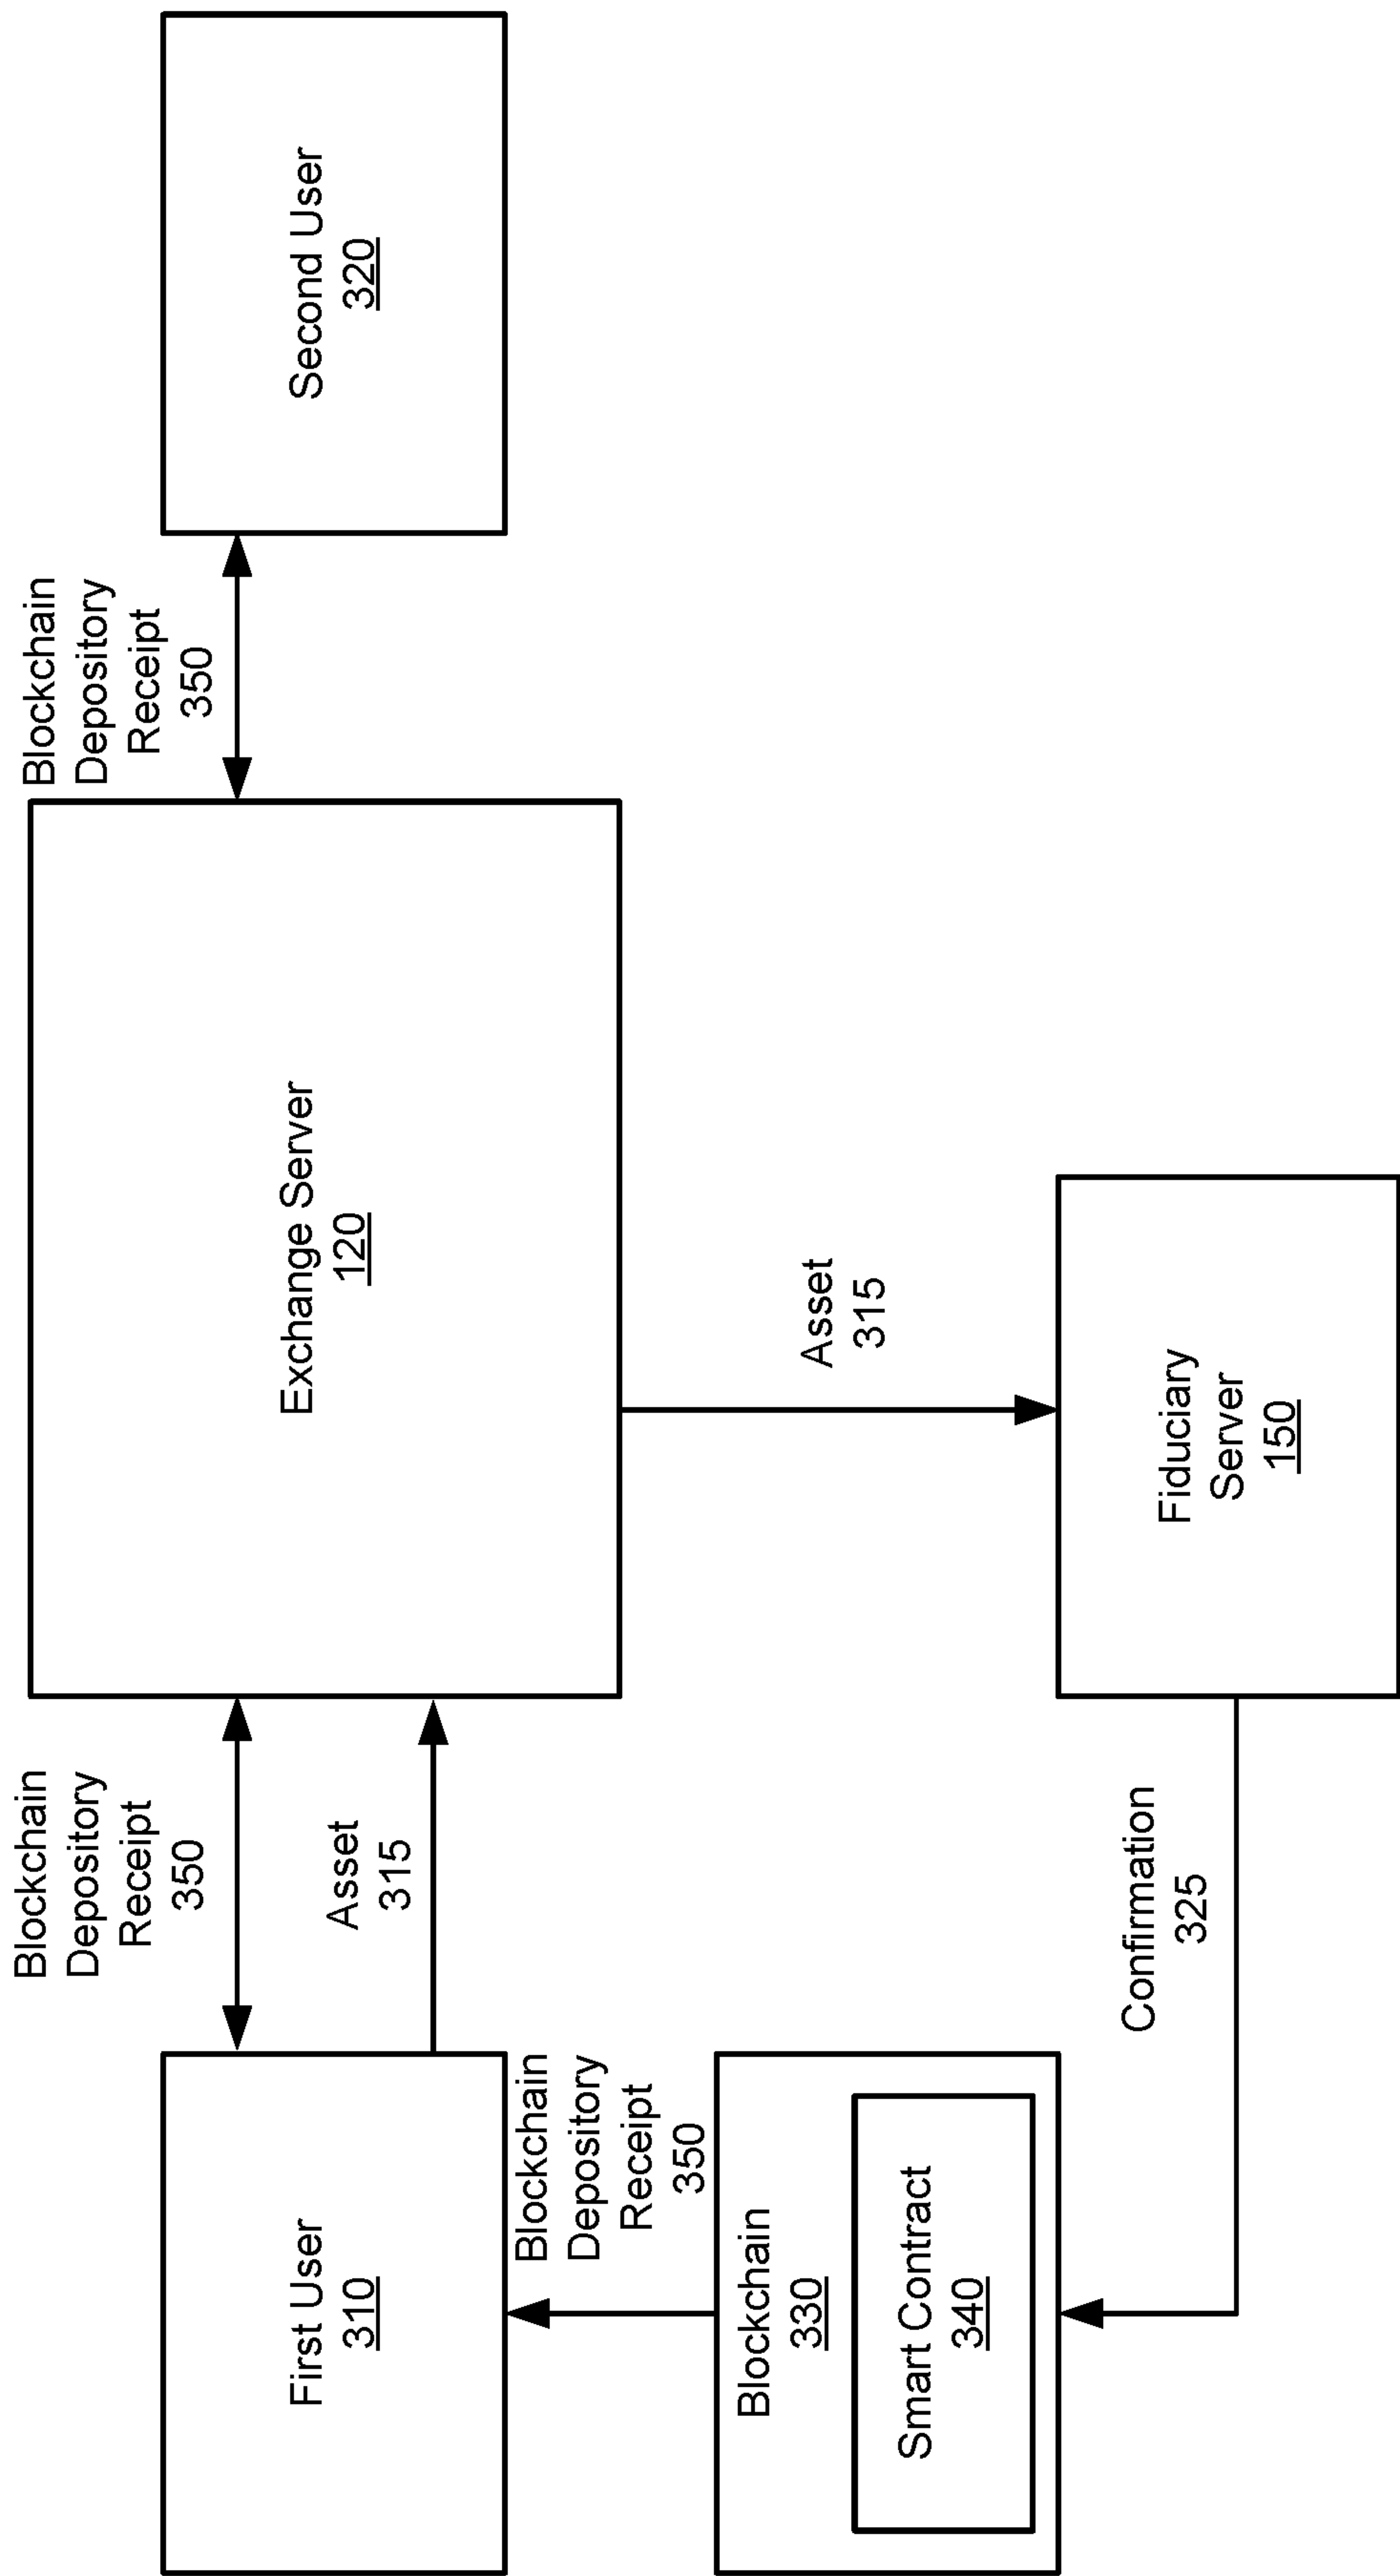 Blockchain
Depository
Receipt
350
Blockchain
Depository
Receipt
350
First User
310
Asset
315
Exchange Server
120
Second User
320
Blockchain
Depository
Receipt
350
Asset
315
Blockchain
330
Smart Contract
340
Confirmation
325
Fiduciary
Server
150